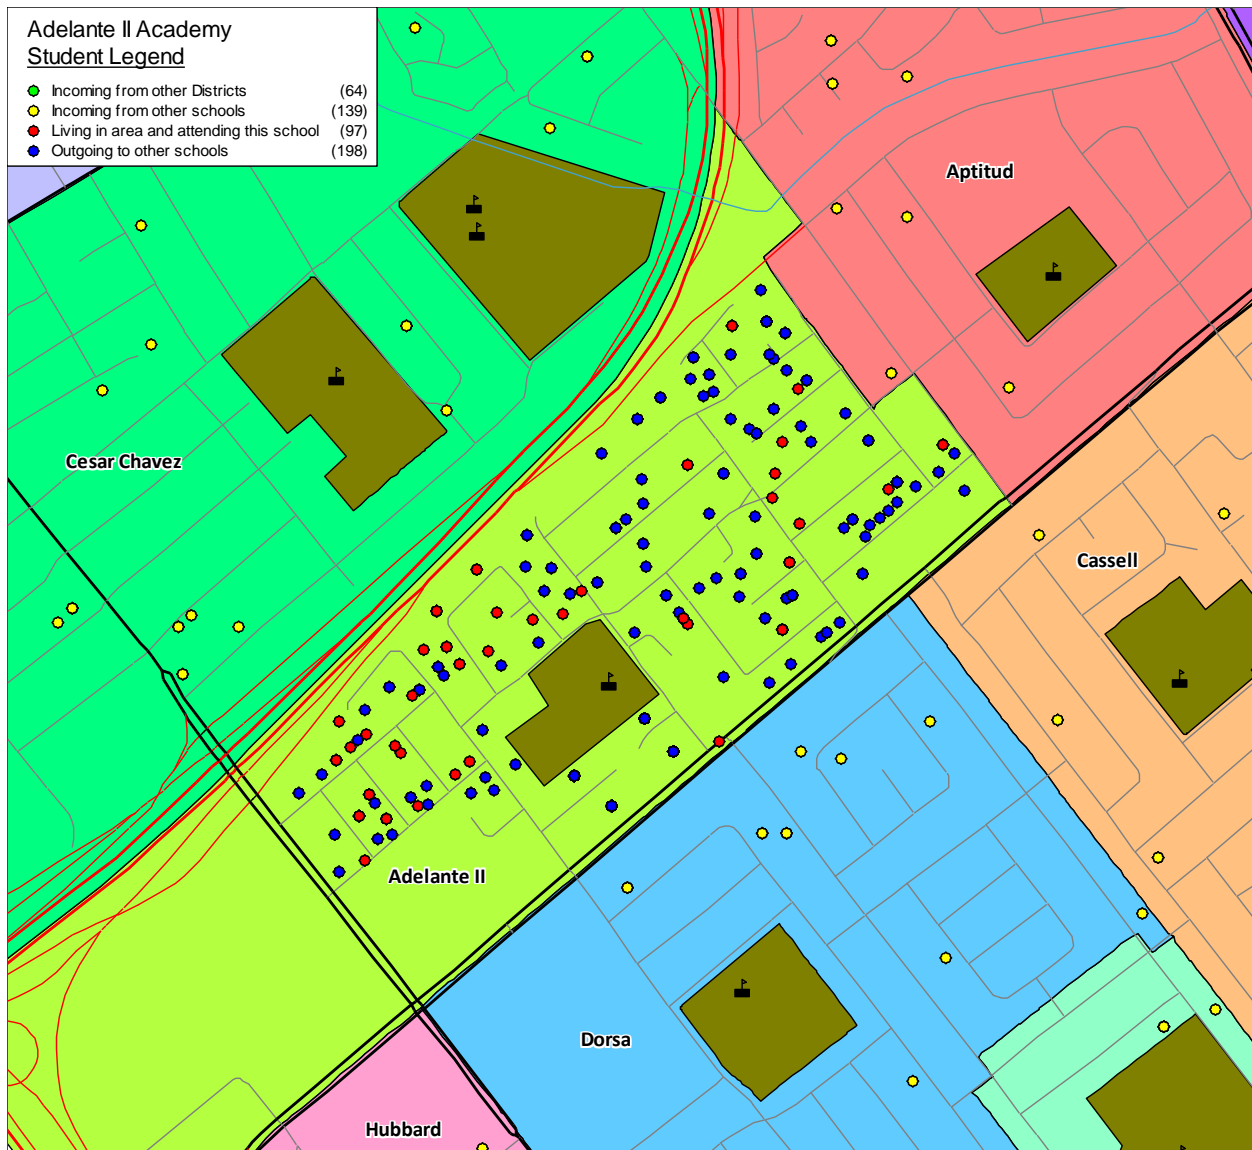 Adelante II Academy
Student Legend
Incoming from other Districts (64)
Incoming from other schools (139)
Living in area and attending this school (97)
Outgoing to other schools (198)
Aptitud
Cesar Chavez
Cassell
Adelante II
Dorsa
Hubbard